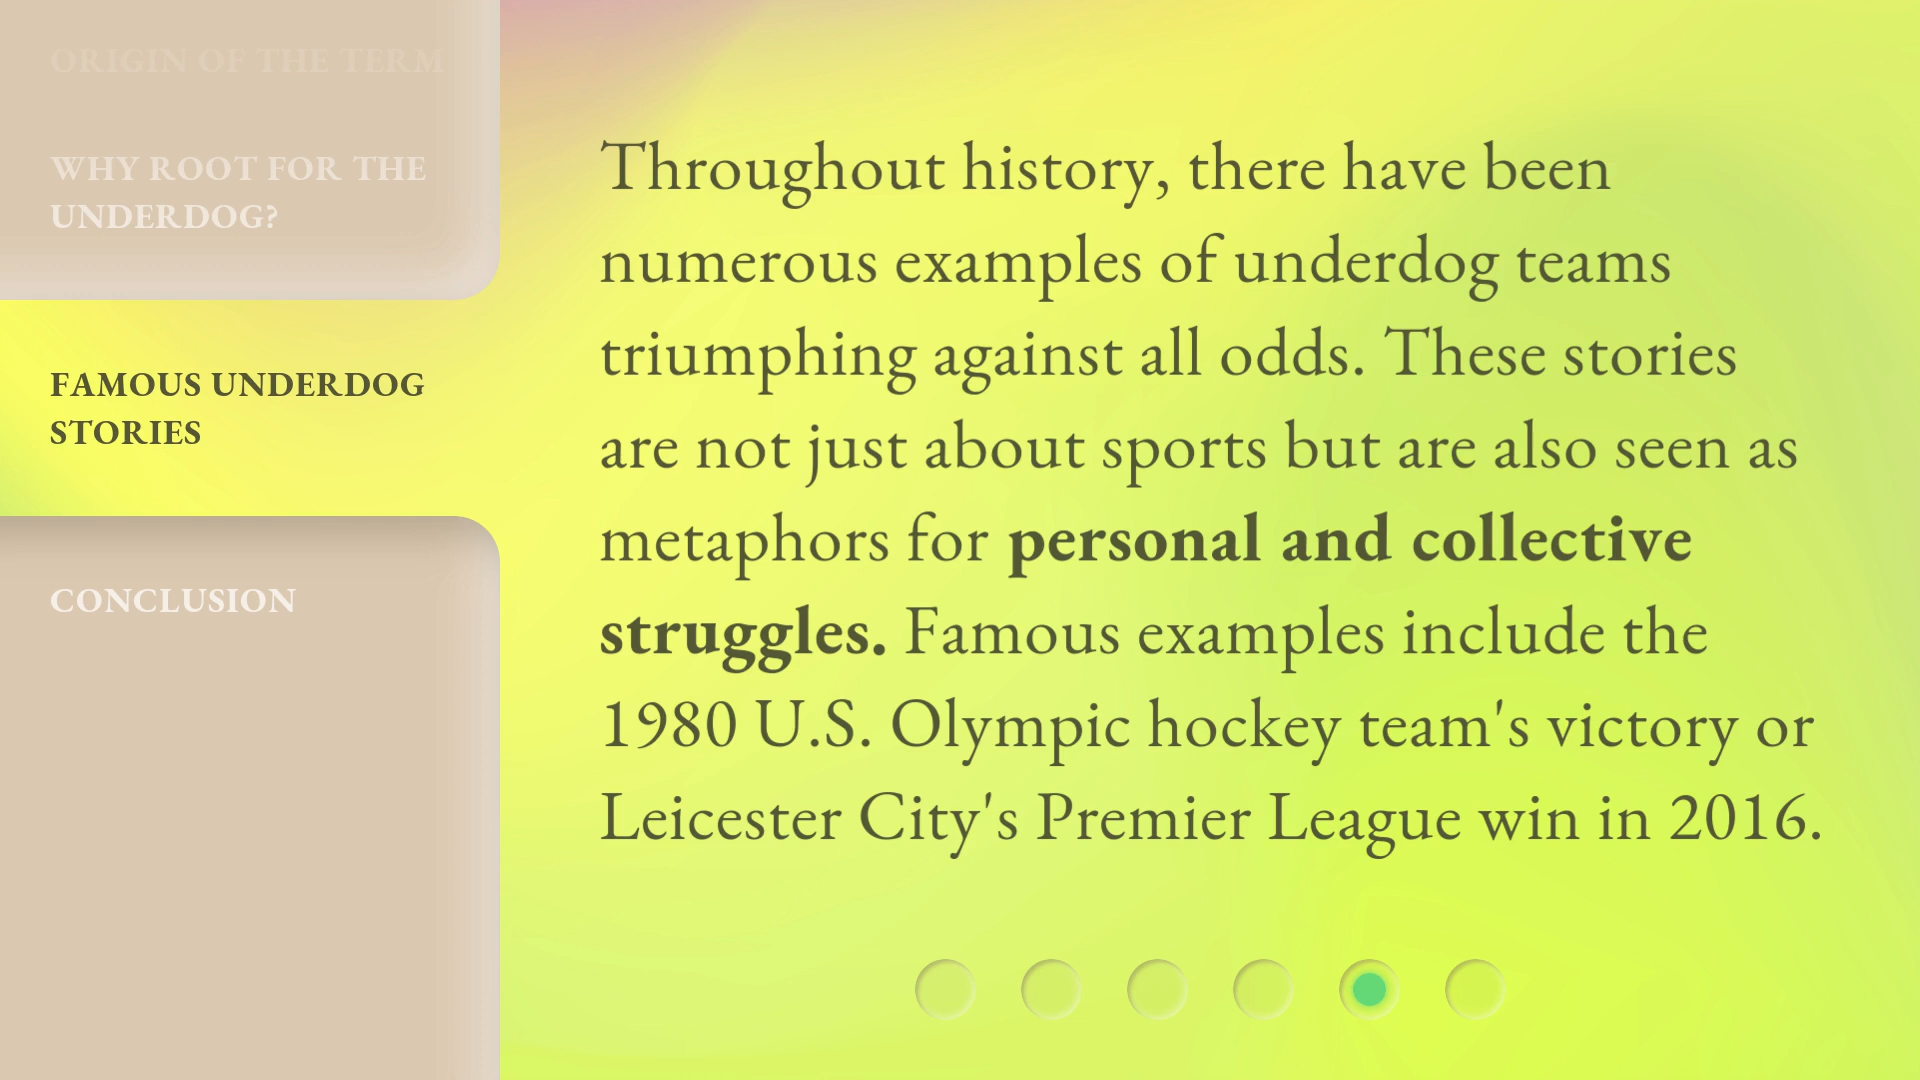 ORIGIN OF THE TERM
WHY ROOT FOR THE
UNDERDOG?
FAMOUS UNDERDOG
STORIES
CONCLUSION
Throughout history, there have been
numerous examples of underdog teams
triumphing against all odds. These stories
are not just about sports but are also seen as
metaphors for personal and collective
struggles. Famous examples include the
1980 U.S. Olympic hockey team's victory or
Leicester City's Premier League win in 2016.